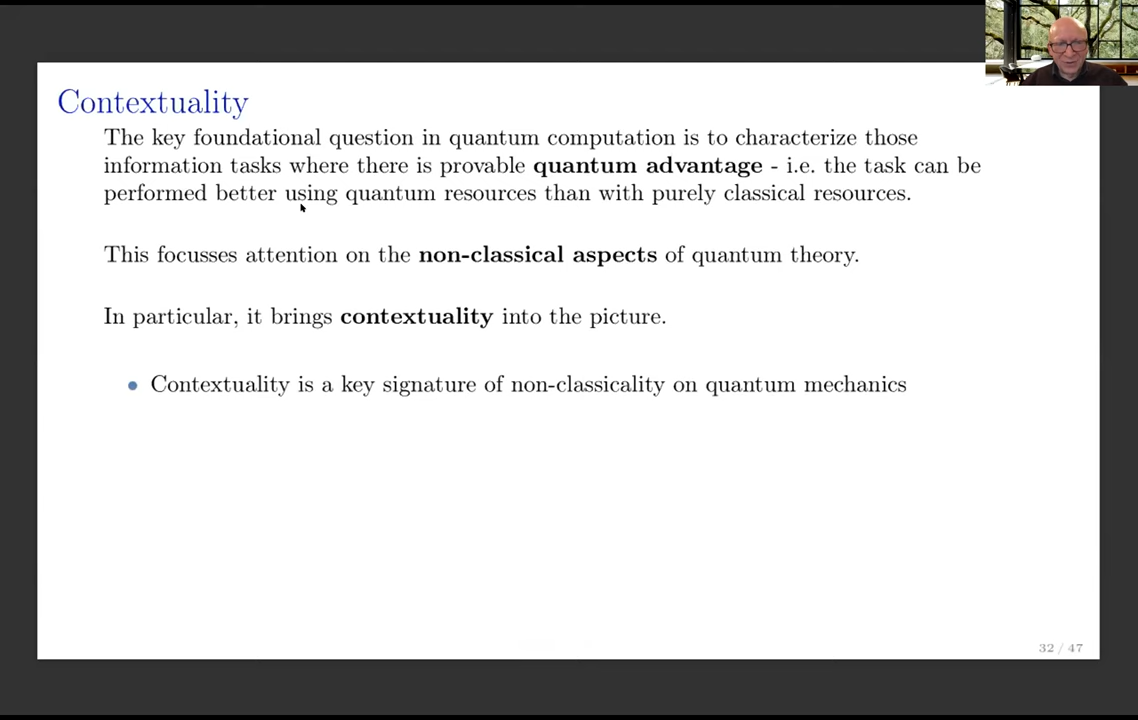 Contextuality
The key foundational question in quantum computation is to characterize those
information tasks where there is provable quantum advantage - i.e. the task can be
performed better using quantum resources than with purely classical resources.
This focusses attention on the non-classical aspects of quantum theory.
In particular, it brings contextuality into the picture.
• Contextuality is a key signature of non-classicality on quantum mechanics
32 / 47